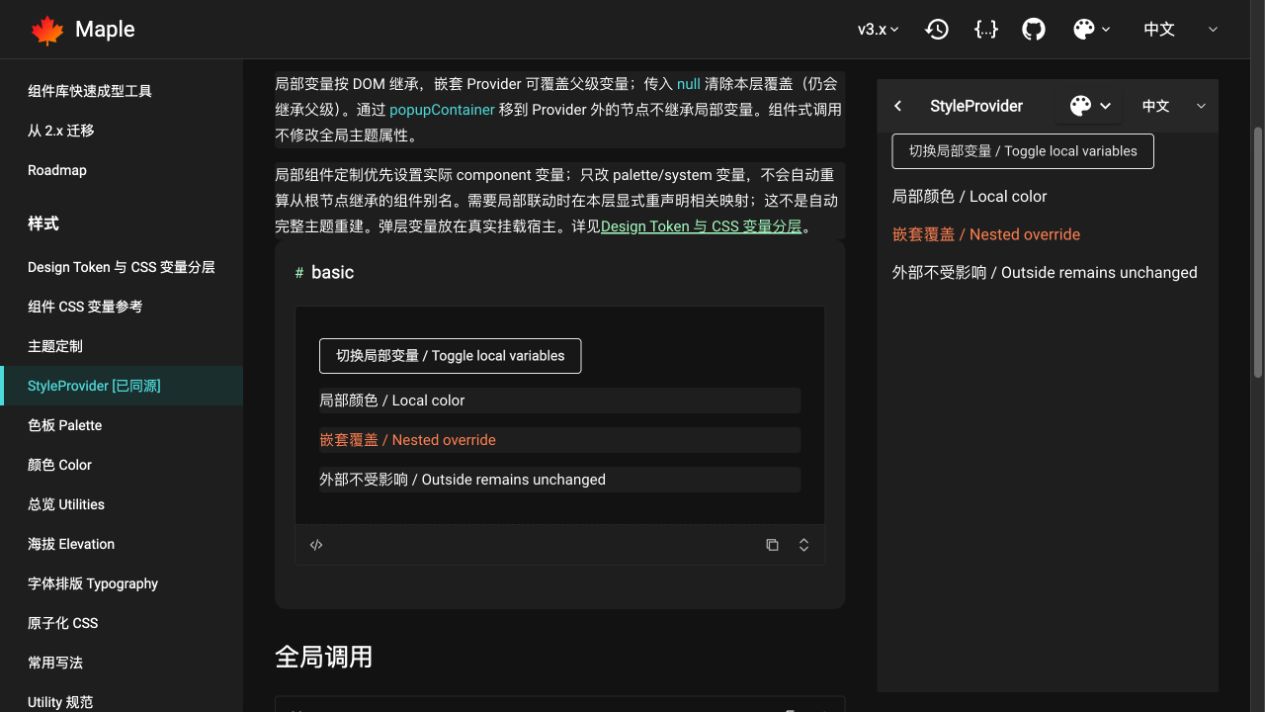 Maple
v3.x
中文
组件库快速成型工具
从 2.x 迁移
Roadmap
样式
Design Token 与 CSS 变量分层
组件 CSS 变量参考
主题定制
StyleProvider [已同源]
色板 Palette
颜色 Color
总览 Utilities
海拔 Elevation
字体排版 Typography
原子化 CSS
常用写法
Utility 规范
局部变量按 DOM 继承，嵌套 Provider 可覆盖父级变量；传入 null 清除本层覆盖（仍会
继承父级）。通过 popupContainer 移到 Provider 外的节点不继承局部变量。组件式调用
不修改全局主题属性。
局部组件定制优先设置实际 component 变量；只改 palette/system 变量，不会自动重
算从根节点继承的组件别名。需要局部联动时在本层显式重声明相关映射；这不是自动
完整主题重建。弹层变量放在真实挂载宿主。详见Design Token 与 CSS 变量分层。
# basic
切换局部变量 / Toggle local variables
局部颜色 / Local color
嵌套覆盖 / Nested override
外部不受影响 / Outside remains unchanged
全局调用
StyleProvider
中文
切换局部变量 / Toggle local variables
局部颜色 / Local color
嵌套覆盖 / Nested override
外部不受影响 / Outside remains unchanged